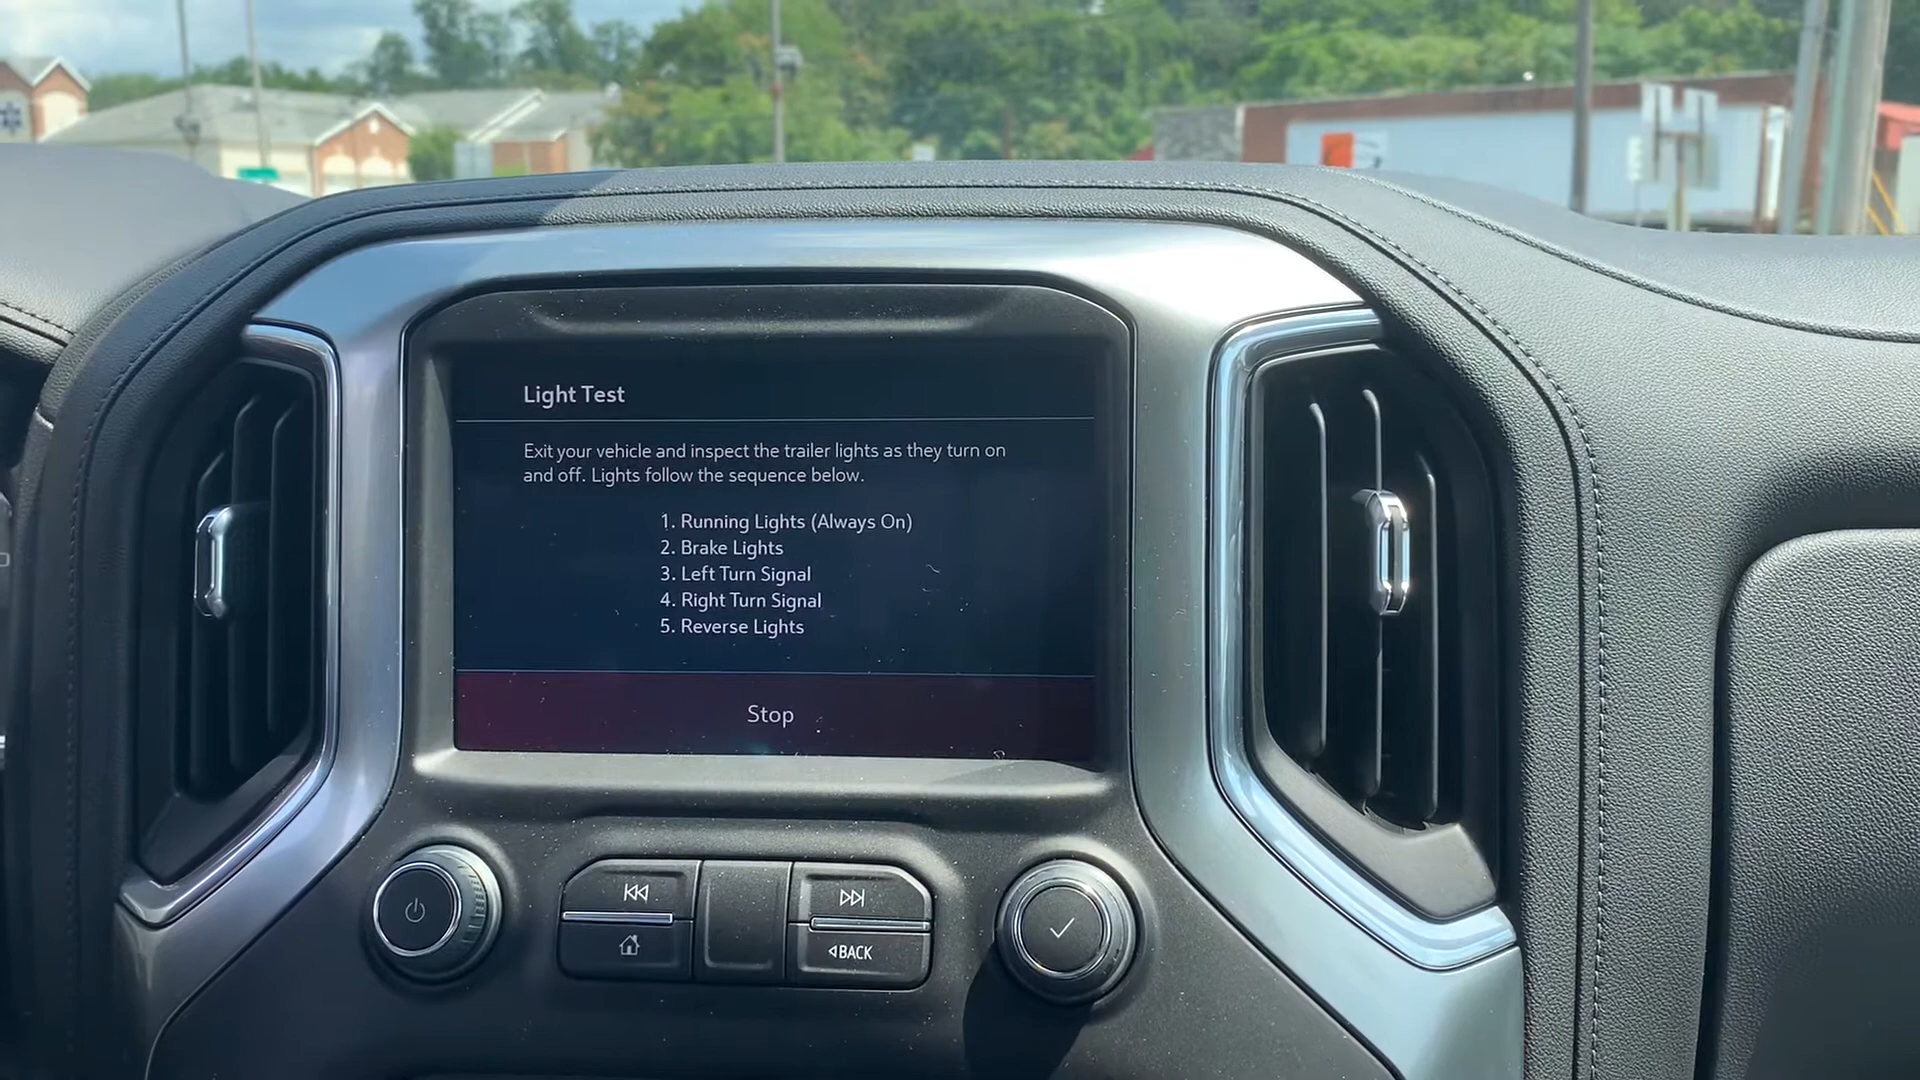 Light Test
Exit your vehicle and inspect the trailer lights as they turn on
and off. Lights follow the sequence below.
1. Running Lights (Always On)
2. Brake Lights
3. Left Turn Signal
4. Right Turn Signal
5. Reverse Lights
Stop
BACK